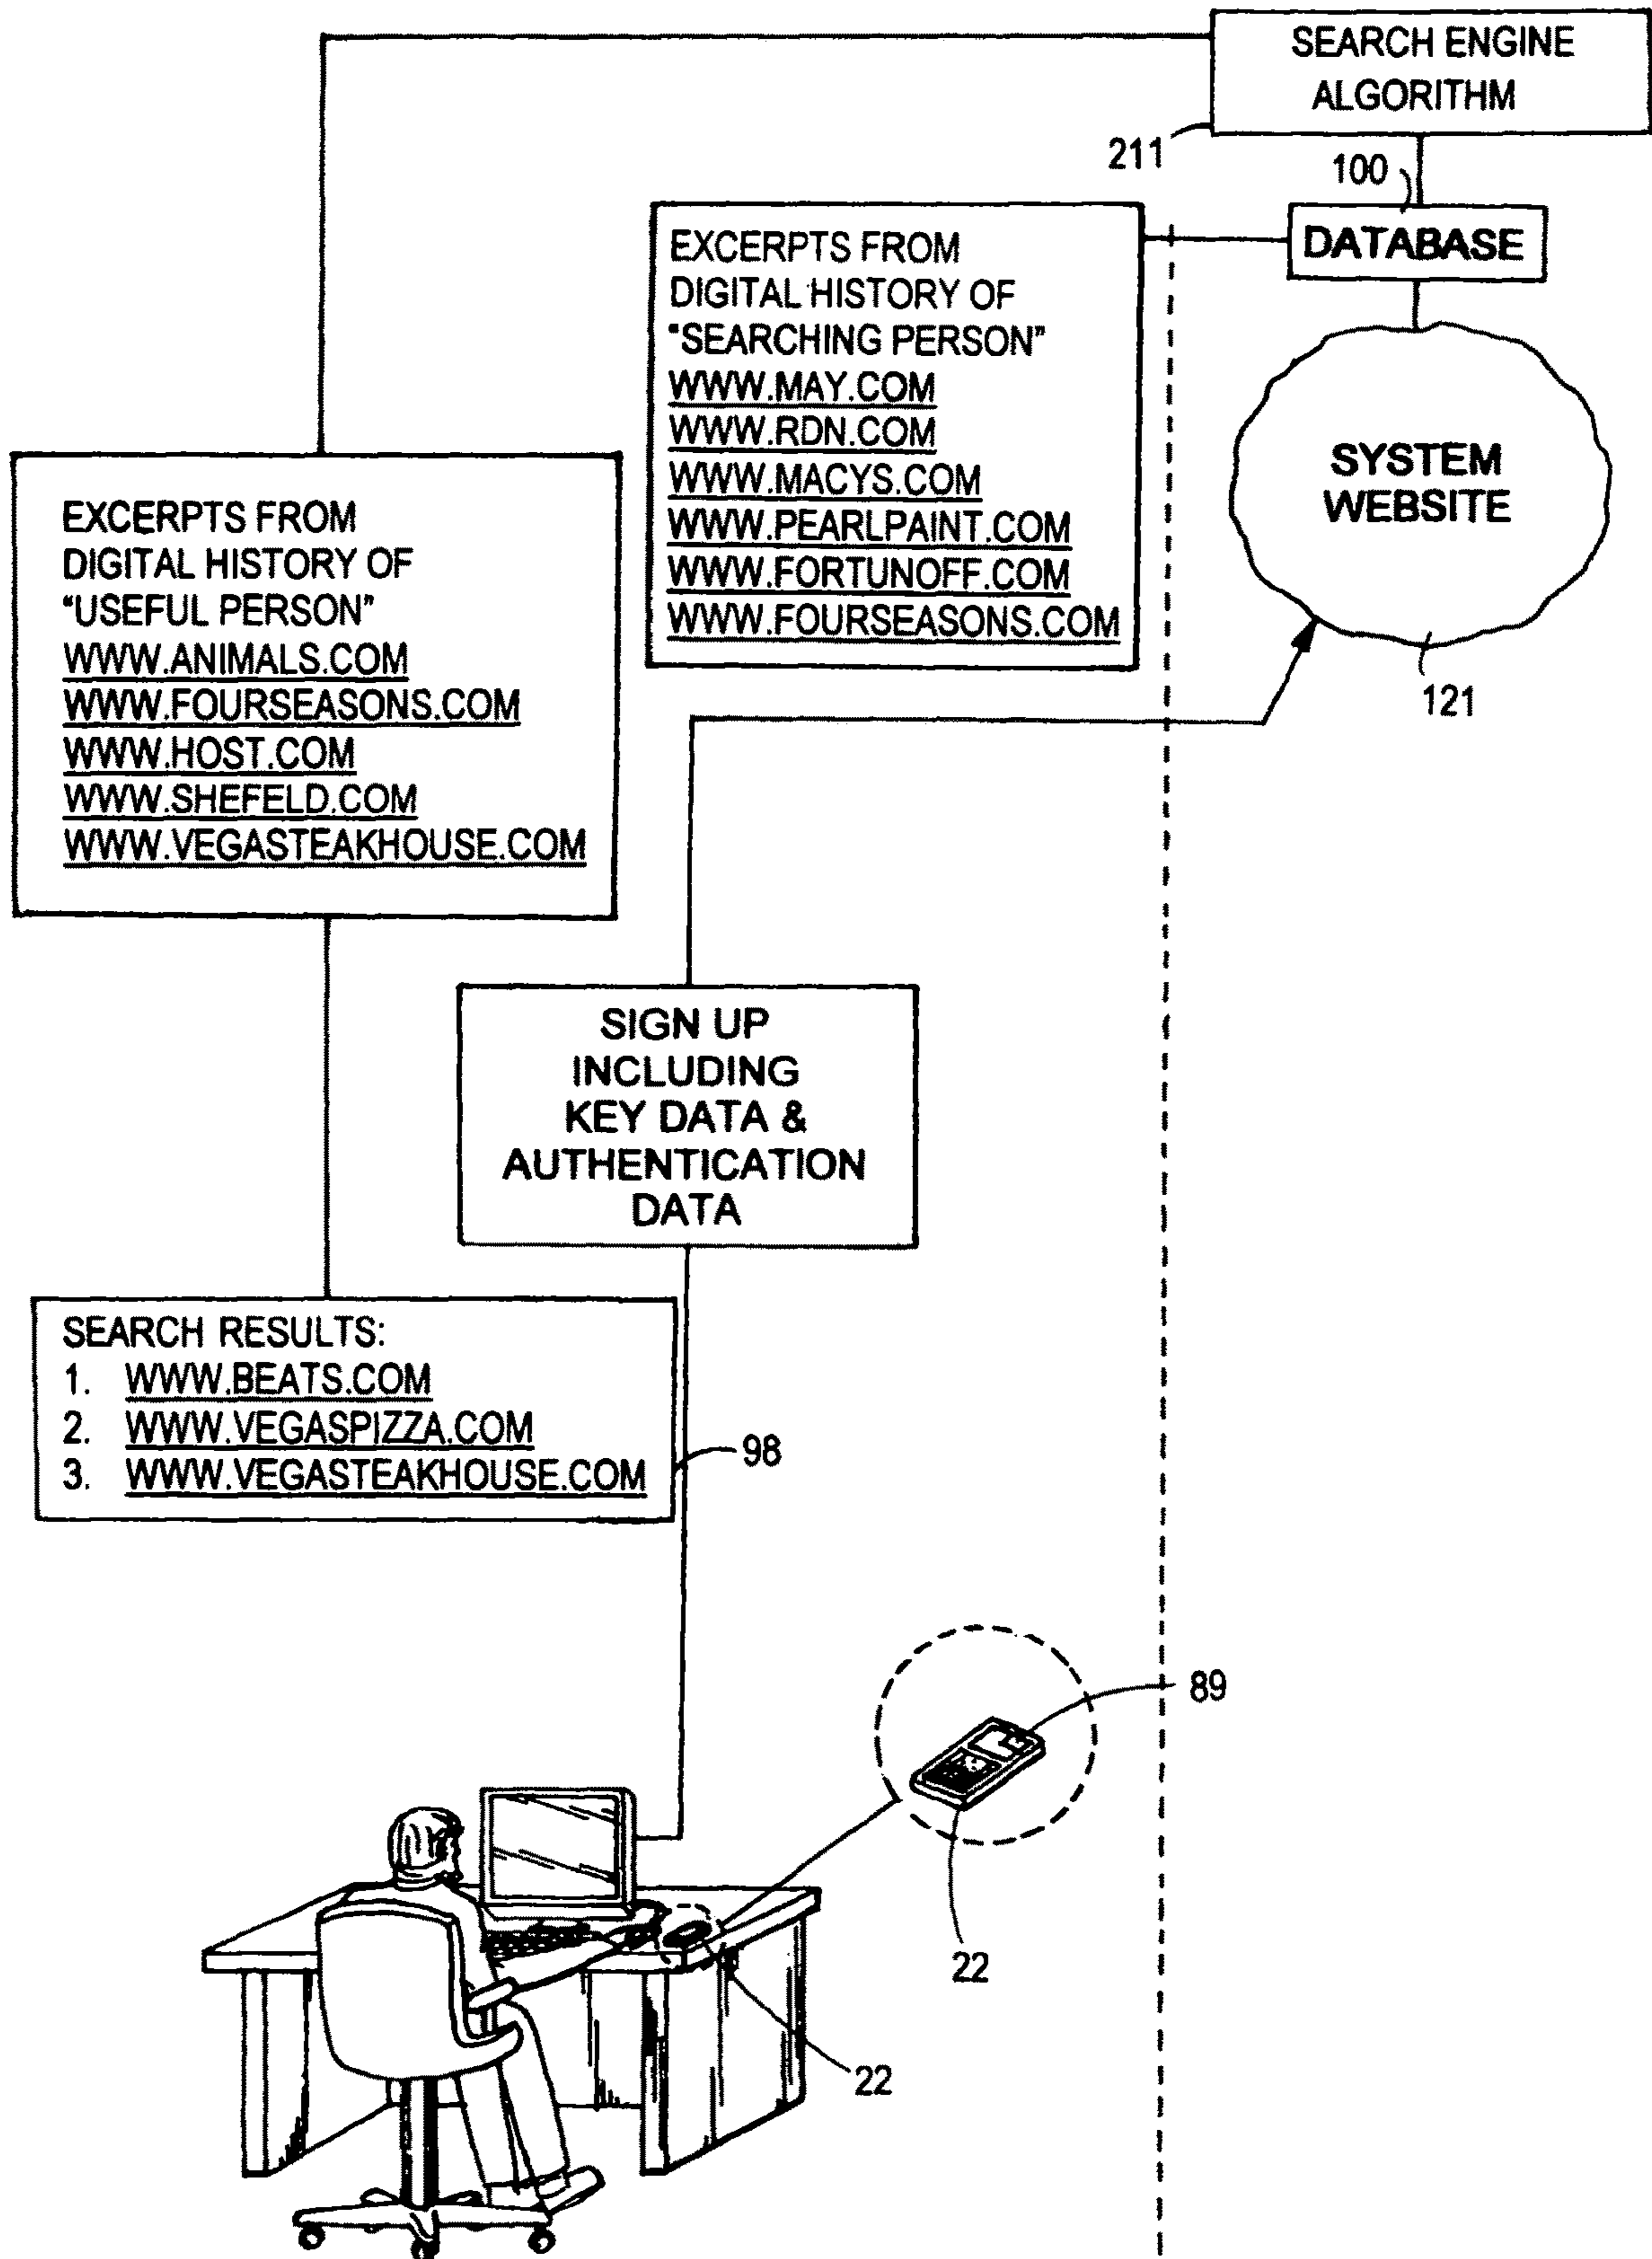 SEARCH ENGINE
ALGORITHM
211
100
DATABASE
EXCERPTS FROM
DIGITAL HISTORY OF
"SEARCHING PERSON"
WWW.MAY.COM
WWW.RDN.COM
WWW.MACYS.COM
WWW.PEARLPAINT.COM
WWW.FORTUNOFF.COM
WWW.FOURSEASONS.COM
SYSTEM
WEBSITE
121
EXCERPTS FROM
DIGITAL HISTORY OF
"USEFUL PERSON"
WWW.ANIMALS.COM
WWW.FOURSEASONS.COM
WWW.HOST.COM
WWW.SHEFELD.COM
WWW.VEGASTEAKHOUSE.COM
SIGN UP
INCLUDING
KEY DATA &
AUTHENTICATION
DATA
SEARCH RESULTS:
1. WWW.BEATS.COM
2. WWW.VEGASPIZZA.COM
3. WWW.VEGASTEAKHOUSE.COM
98
89
22
22